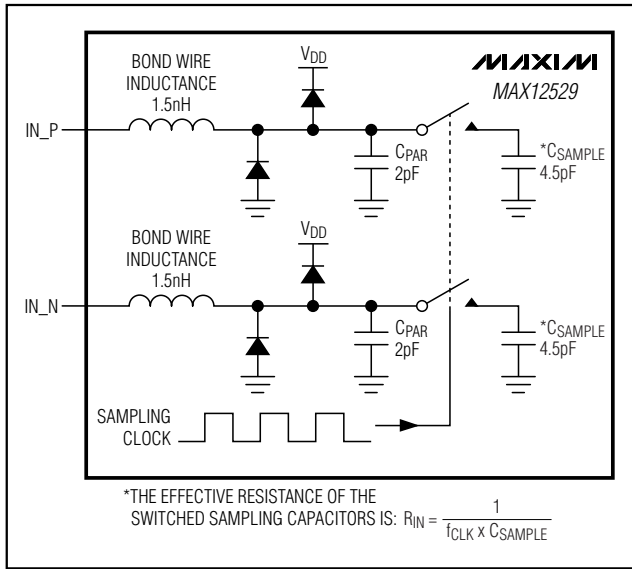 BOND WIRE
INDUCTANCE
1.5nH
VDD
MAXIM
MAX12529
IN_P
CPAR
2pF
*CSAMPLE
4.5pF
BOND WIRE
INDUCTANCE
1.5nH
VDD
IN_N
CPAR
2pF
*CSAMPLE
4.5pF
SAMPLING
CLOCK
*THE EFFECTIVE RESISTANCE OF THE
SWITCHED SAMPLING CAPACITORS IS: RIN = 1
fCLK x CSAMPLE